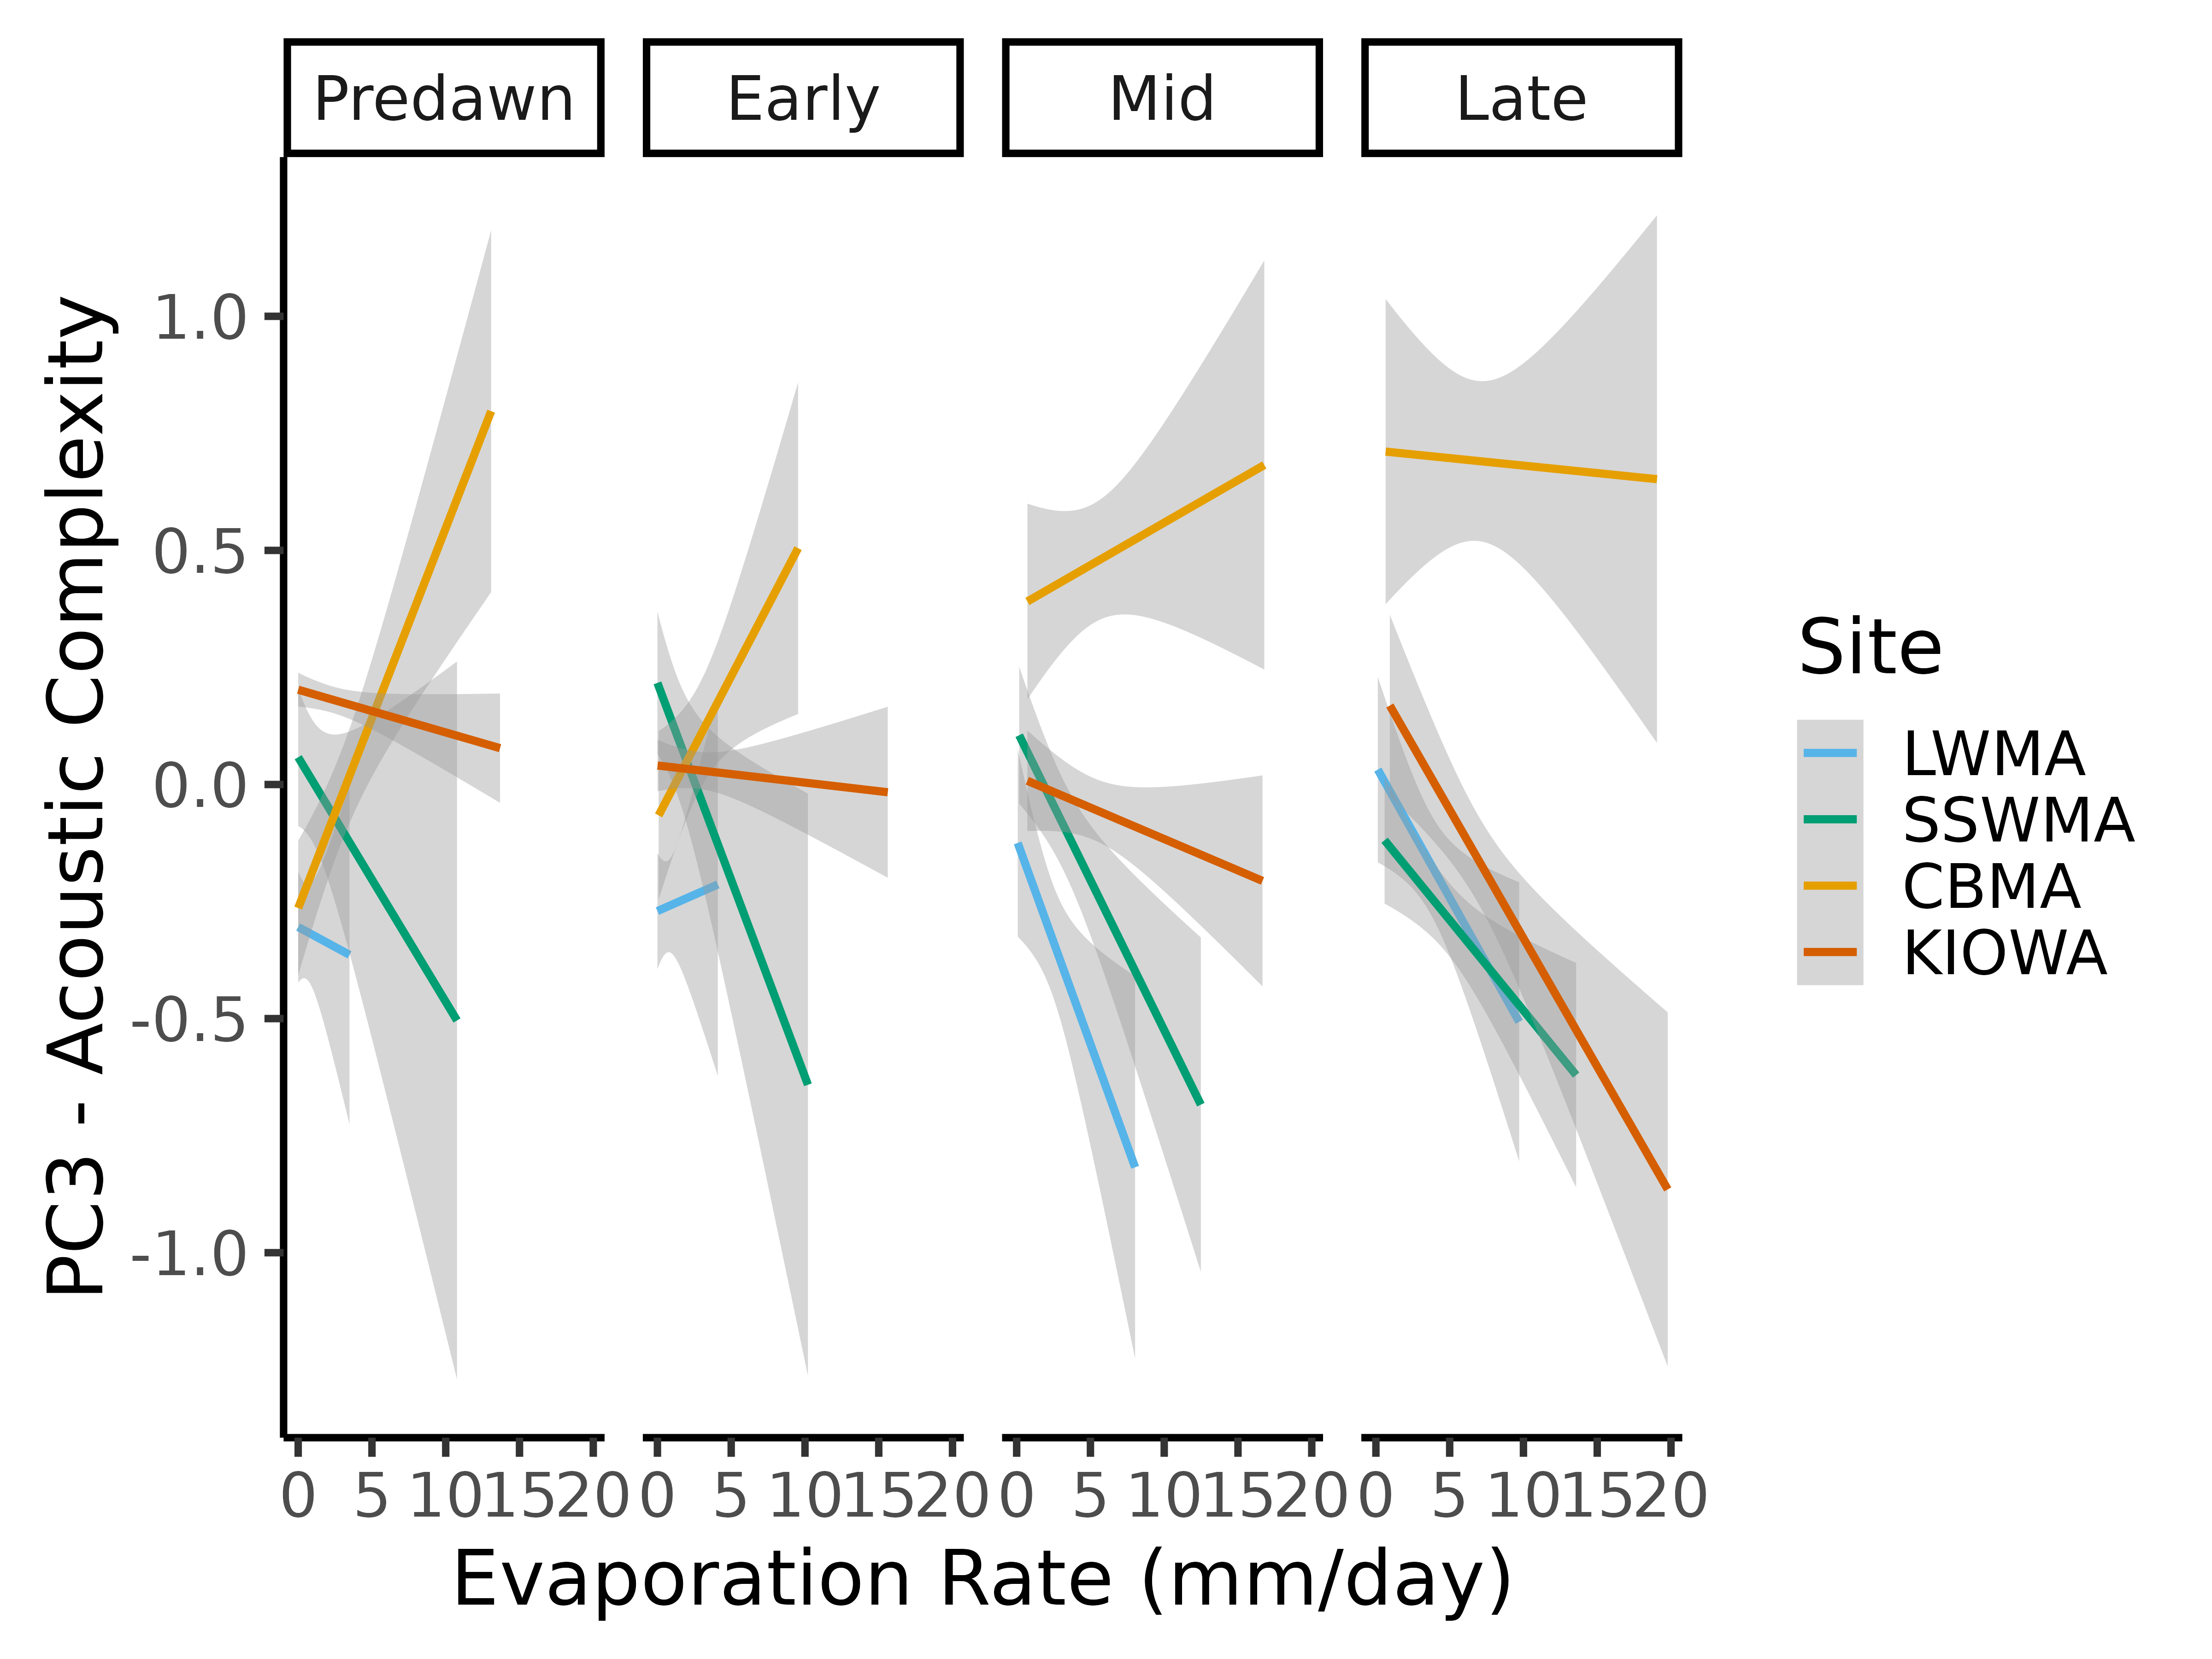 Predawn Early Mid Late
PC3 - Acoustic Complexity
1.0
0.5
0.0
-0.5
-1.0
0 5 10 15 20 0 5 10 15 20 0 5 10 15 20 0 5 10 15 20
Evaporation Rate (mm/day)
Site
LWMA
SSWMA
CBMA
KIOWA